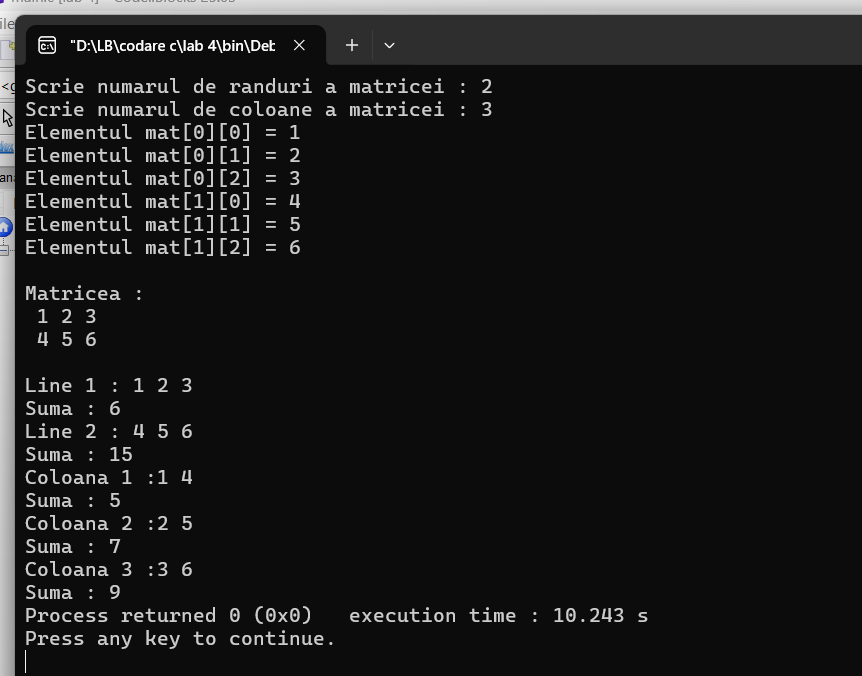 "D:\LB\codare c\lab 4\bin\Deb
Scrie numarul de randuri a matricei : 2
Scrie numarul de coloane a matricei : 3
Elementul mat[0][0] = 1
Elementul mat[0][1] = 2
Elementul mat[0][2] = 3
Elementul mat[1][0] = 4
Elementul mat[1][1] = 5
Elementul mat[1][2] = 6
Matricea :
1 2 3
4 5 6
Line 1 : 1 2 3
Suma : 6
Line 2 : 4 5 6
Suma : 15
Coloana 1 :1 4
Suma : 5
Coloana 2 :2 5
Suma : 7
Coloana 3 :3 6
Suma : 9
Process returned 0 (0x0)   execution time : 10.243 s
Press any key to continue.